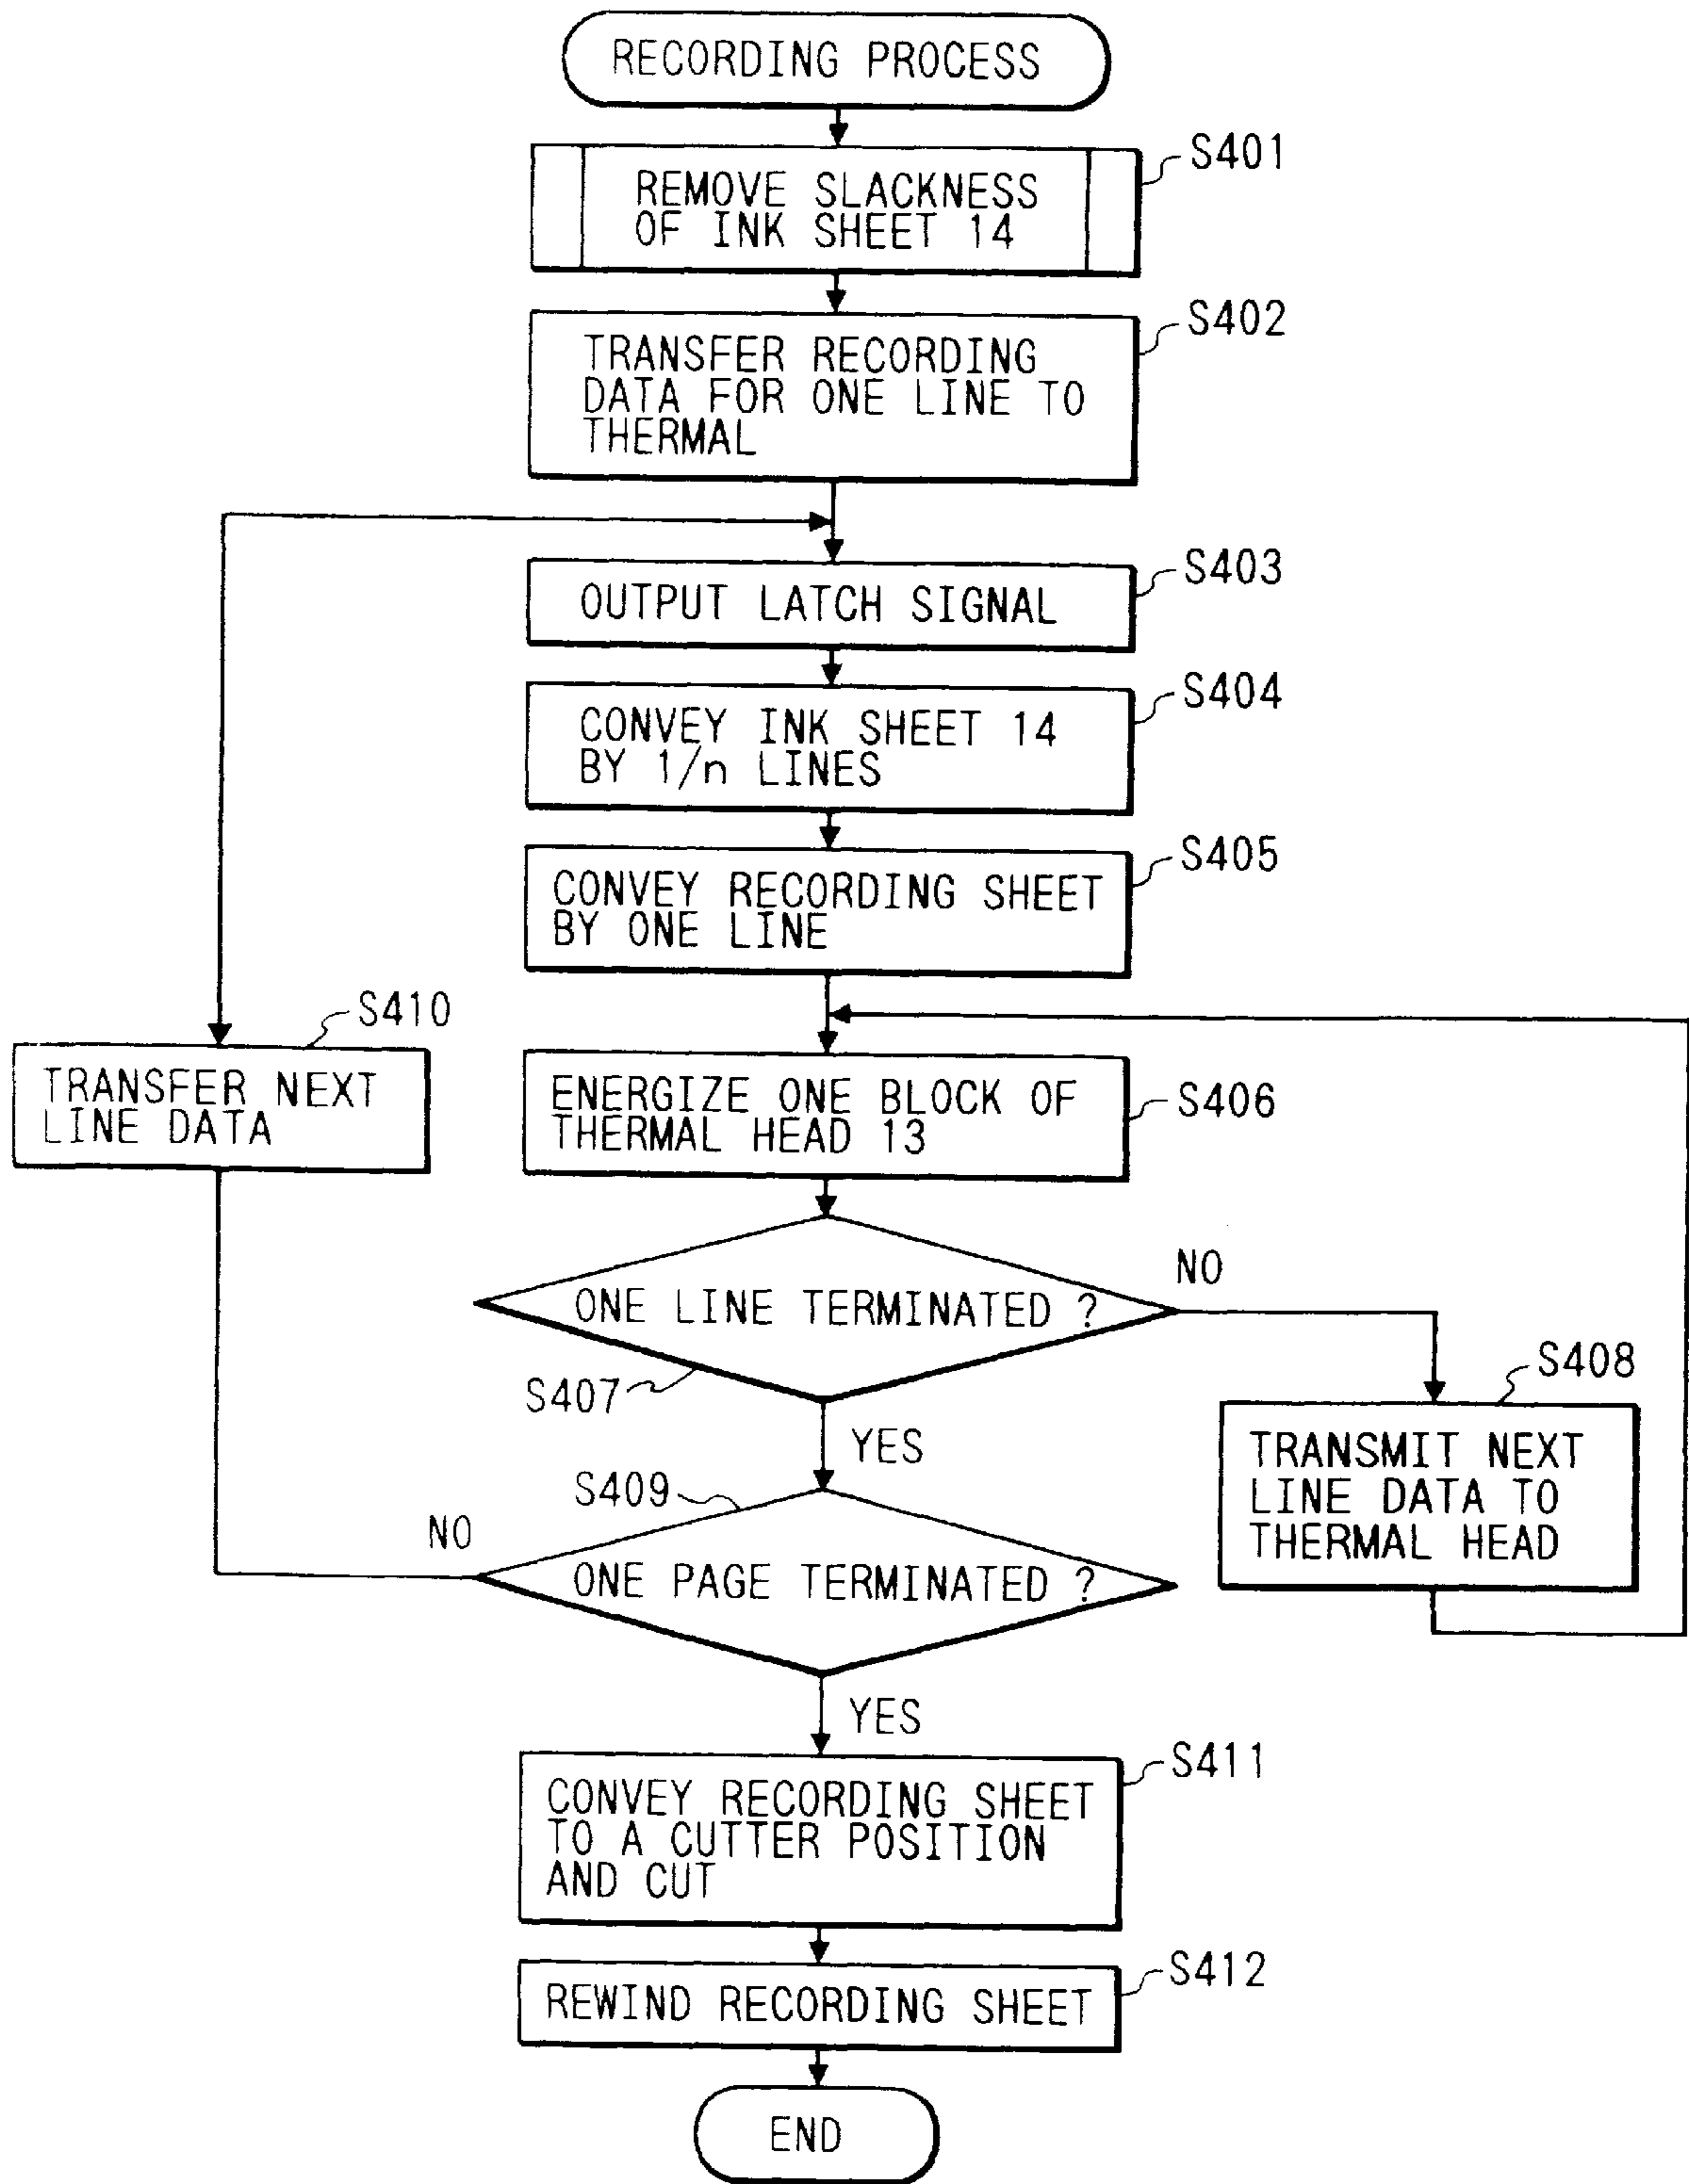 RECORDING PROCESS
S401
REMOVE SLACKNESS
OF INK SHEET 14
S402
TRANSFER RECORDING
DATA FOR ONE LINE TO
THERMAL
S403
OUTPUT LATCH SIGNAL
S404
CONVEY INK SHEET 14
BY 1/n LINES
S405
CONVEY RECORDING SHEET
BY ONE LINE
S410
TRANSFER NEXT
LINE DATA
S406
ENERGIZE ONE BLOCK OF
THERMAL HEAD 13
NO
ONE LINE TERMINATED ?
S407
YES
S408
TRANSMIT NEXT
LINE DATA TO
THERMAL HEAD
S409
NO
ONE PAGE TERMINATED ?
YES
S411
CONVEY RECORDING SHEET
TO A CUTTER POSITION
AND CUT
S412
REWIND RECORDING SHEET
END